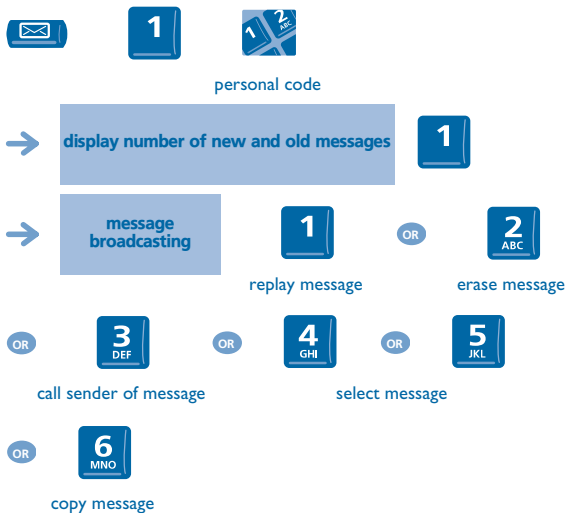 1 1 2 ABC
personal code
display number of new and old messages 1
message
broadcasting
1 OR 2 ABC
replay message erase message
OR 3 DEF OR 4 GHI OR 5 JKL
call sender of message select message
OR 6 MNO
copy message